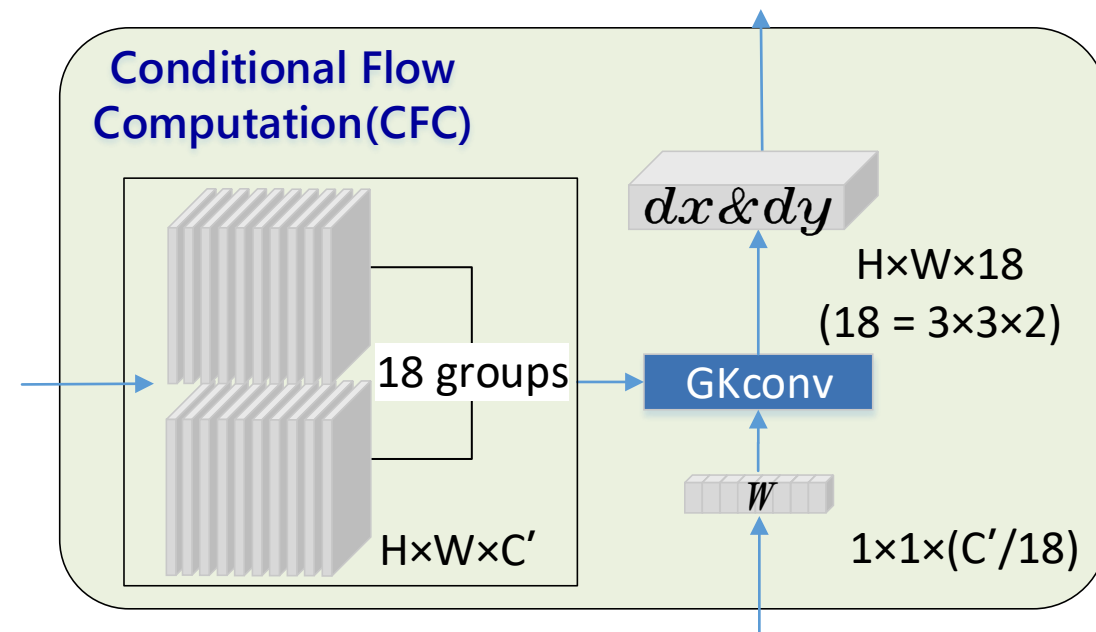 Conditional Flow
Computation(CFC)
dx&dy
H×W×18
(18 = 3×3×2)
18 groups
GKconv
W
H×W×C′
1×1×(C′/18)